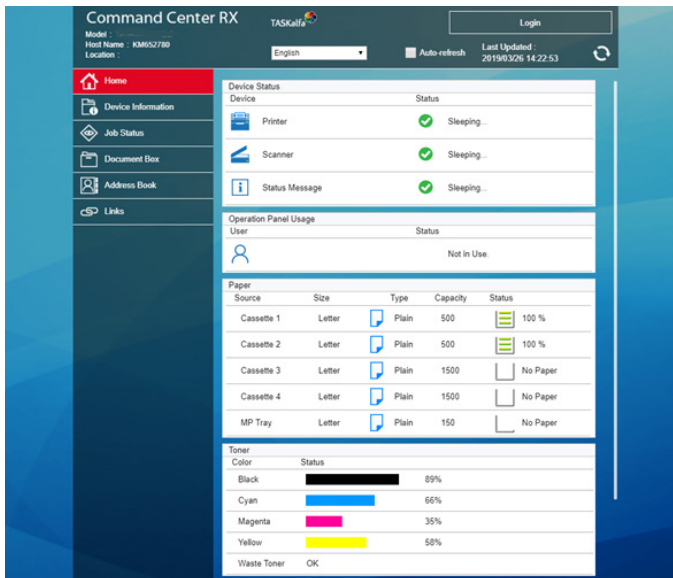 Command Center RX
TASKalfa
Login
Model :
Host Name : KM652780
Location :
English
Auto-refresh
Last Updated :
2019/03/26 14:22:53
Home
Device Information
Job Status
Document Box
Address Book
Links
Device Status
Device Status
Printer Sleeping...
Scanner Sleeping...
Status Message Sleeping...
Operation Panel Usage
User Status
Not in Use.
Paper
Source Size Type Capacity Status
Cassette 1 Letter Plain 500 100 %
Cassette 2 Letter Plain 500 100 %
Cassette 3 Letter Plain 1500 No Paper
Cassette 4 Letter Plain 1500 No Paper
MP Tray Letter Plain 150 No Paper
Toner
Color Status
Black 89%
Cyan 66%
Magenta 35%
Yellow 58%
Waste Toner OK